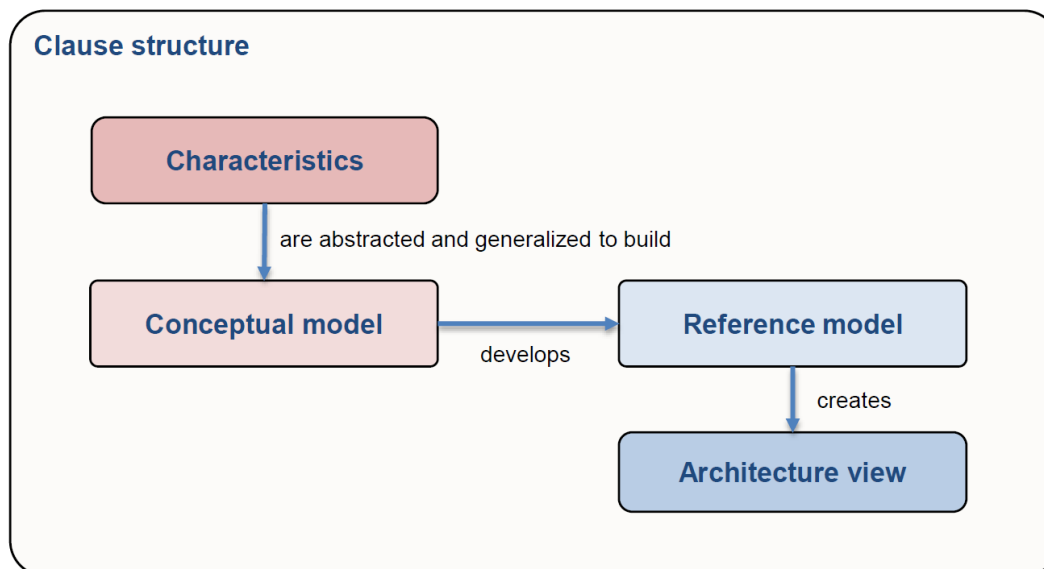 Clause structure
Characteristics
are abstracted and generalized to build
Conceptual model
develops
Reference model
creates
Architecture view